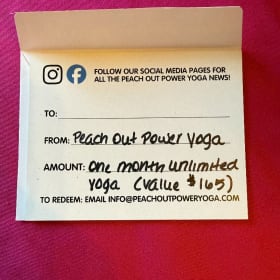 FOLLOW OUR SOCIAL MEDIA PAGES FOR
ALL THE PEACH OUT POWER YOGA NEWS!
TO:
FROM: Peach Out Power Yoga
AMOUNT: One month unlimited
yoga (value $165)
TO REDEEM: EMAIL INFO@PEACHOUTPOWERYOGA.COM